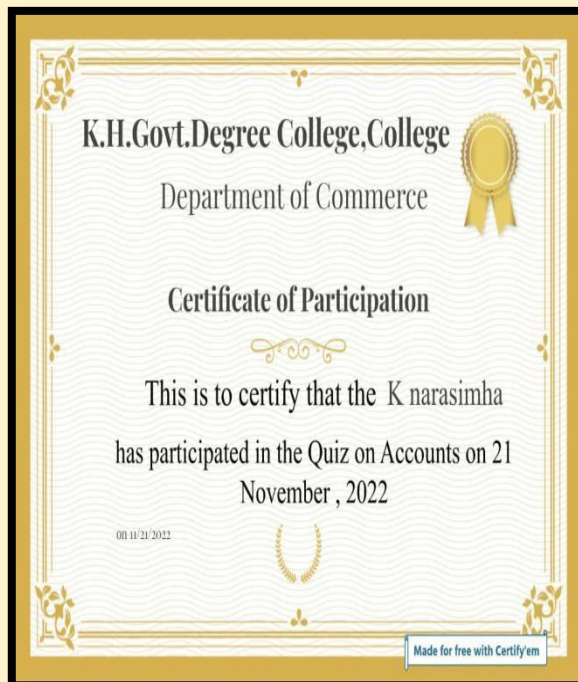 K.H.Govt.Degree College,College
Department of Commerce
Certificate of Participation
This is to certify that the K narasimha
has participated in the Quiz on Accounts on 21
November , 2022
on 11/21/2022
Made for free with Certify'em